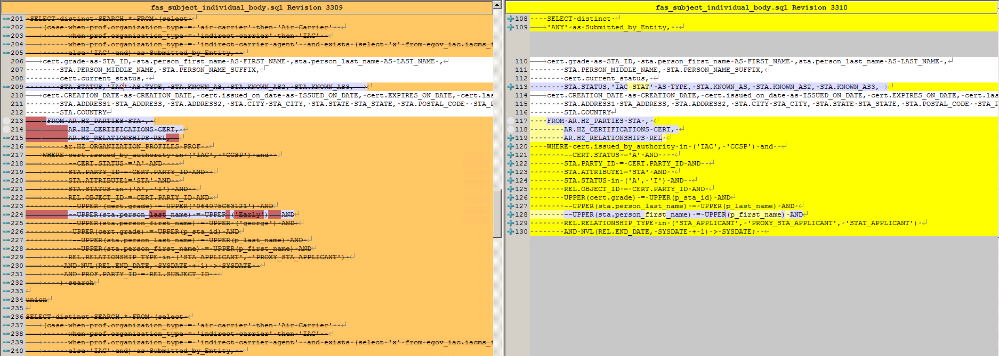 fas_subject_individual_body.sql Revision 3309
201 SELECT distinct SEARCH.* FROM (select
202 (case when prof.organization_type = 'air-carrier' then 'Air Carrier'
203 when prof.organization_type = 'indirect-carrier' then 'IAC'
204 when prof.organization_type = 'indirect-carrier-agent' and exists (select 'x' from egov_iac.iacms_i
205 else 'IAC' end) as Submitted_by_Entity,
206 cert.grade as STA_ID, sta.person_first_name AS FIRST_NAME ,sta.person_last_name AS LAST_NAME ,
207 STA.PERSON_MIDDLE_NAME, STA.PERSON_NAME_SUFFIX,
208 cert.current_status,
209 STA.STATUS,'IAC' AS TYPE, STA.KNOWN_AS, STA.KNOWN_AS2, STA.KNOWN_AS3,
210 cert.CREATION_DATE as CREATION_DATE, cert.issued_on_date as ISSUED_ON_DATE, cert.EXPIRES_ON_DATE, cert.las
211 STA.ADDRESS1 STA_ADDRESS, STA.ADDRESS2, STA.CITY STA_CITY, STA.STATE STA_STATE, STA.POSTAL_CODE STA_P
212 STA.COUNTRY
213 FROM AR.HZ_PARTIES STA ,
214 AR.HZ_CERTIFICATIONS CERT,
215 AR.HZ_RELATIONSHIPS REL,
216 ar.HZ_ORGANIZATION_PROFILES PROF
217 WHERE cert.issued_by_authority in ('IAC', 'CCSP') and
218 --CERT.STATUS ='A' AND
219 STA.PARTY_ID = CERT.PARTY_ID AND
220 STA.ATTRIBUTE1='STA' AND
221 STA.STATUS in ('A', 'I') AND
222 REL.OBJECT_ID = CERT.PARTY_ID AND
223 --UPPER (cert.grade) = UPPER('064075C83121') AND
224 --UPPER(sta.person_last_name) = UPPER ('Early') AND
225 --UPPER(sta.person_first_name) = UPPER ('george') AND
226 UPPER(cert.grade) = UPPER(p_sta_id) AND
227 --UPPER(sta.person_last_name) = UPPER(p_last_name) AND
228 --UPPER(sta.person_first_name) = UPPER(p_first_name) AND
229 REL.RELATIONSHIP_TYPE in ('STA_APPLICANT', 'PROXY_STA_APPLICANT')
230 AND NVL(REL.END_DATE, SYSDATE + 1) > SYSDATE
231 AND PROF.PARTY_ID = REL.SUBJECT_ID
232 ) search
233
234 union
235
236 SELECT distinct SEARCH.* FROM (select
237 (case when prof.organization_type = 'air-carrier' then 'Air Carrier'
238 when prof.organization_type = 'indirect-carrier' then 'IAC'
239 when prof.organization_type = 'indirect-carrier-agent' and exists (select 'x' from egov_iac.iacms_i
240 else 'IAC' end) as Submitted_by_Entity,
fas_subject_individual_body.sql Revision 3310
108 SELECT distinct
109 'ANY' as Submitted_by_Entity,
110 cert.grade as STA_ID, sta.person_first_name AS FIRST_NAME ,sta.person_last_name AS LAST_NAME ,
111 STA.PERSON_MIDDLE_NAME, STA.PERSON_NAME_SUFFIX,
112 cert.current_status,
113 STA.STATUS,'IAC-STAT' AS TYPE, STA.KNOWN_AS, STA.KNOWN_AS2, STA.KNOWN_AS3,
114 cert.CREATION_DATE as CREATION_DATE, cert.issued_on_date as ISSUED_ON_DATE, cert.EXPIRES_ON_DATE, cert.la
115 STA.ADDRESS1 STA_ADDRESS, STA.ADDRESS2, STA.CITY STA_CITY, STA.STATE STA_STATE, STA.POSTAL_CODE STA_P
116 STA.COUNTRY
117 FROM AR.HZ_PARTIES STA ,
118 AR.HZ_CERTIFICATIONS CERT,
119 AR.HZ_RELATIONSHIPS REL
120 WHERE cert.issued_by_authority in ('IAC', 'CCSP') and
121 --CERT.STATUS ='A' AND
122 STA.PARTY_ID = CERT.PARTY_ID AND
123 STA.ATTRIBUTE1='STA' AND
124 STA.STATUS in ('A', 'I') AND
125 REL.OBJECT_ID = CERT.PARTY_ID AND
126 UPPER(cert.grade) = UPPER(p_sta_id) AND
127 --UPPER(sta.person_last_name) = UPPER(p_last_name) AND
128 --UPPER(sta.person_first_name) = UPPER(p_first_name) AND
129 REL.RELATIONSHIP_TYPE in ('STA_APPLICANT', 'PROXY_STA_APPLICANT', 'STAT_APPLICANT')
130 AND NVL(REL.END_DATE, SYSDATE + 1) > SYSDATE;